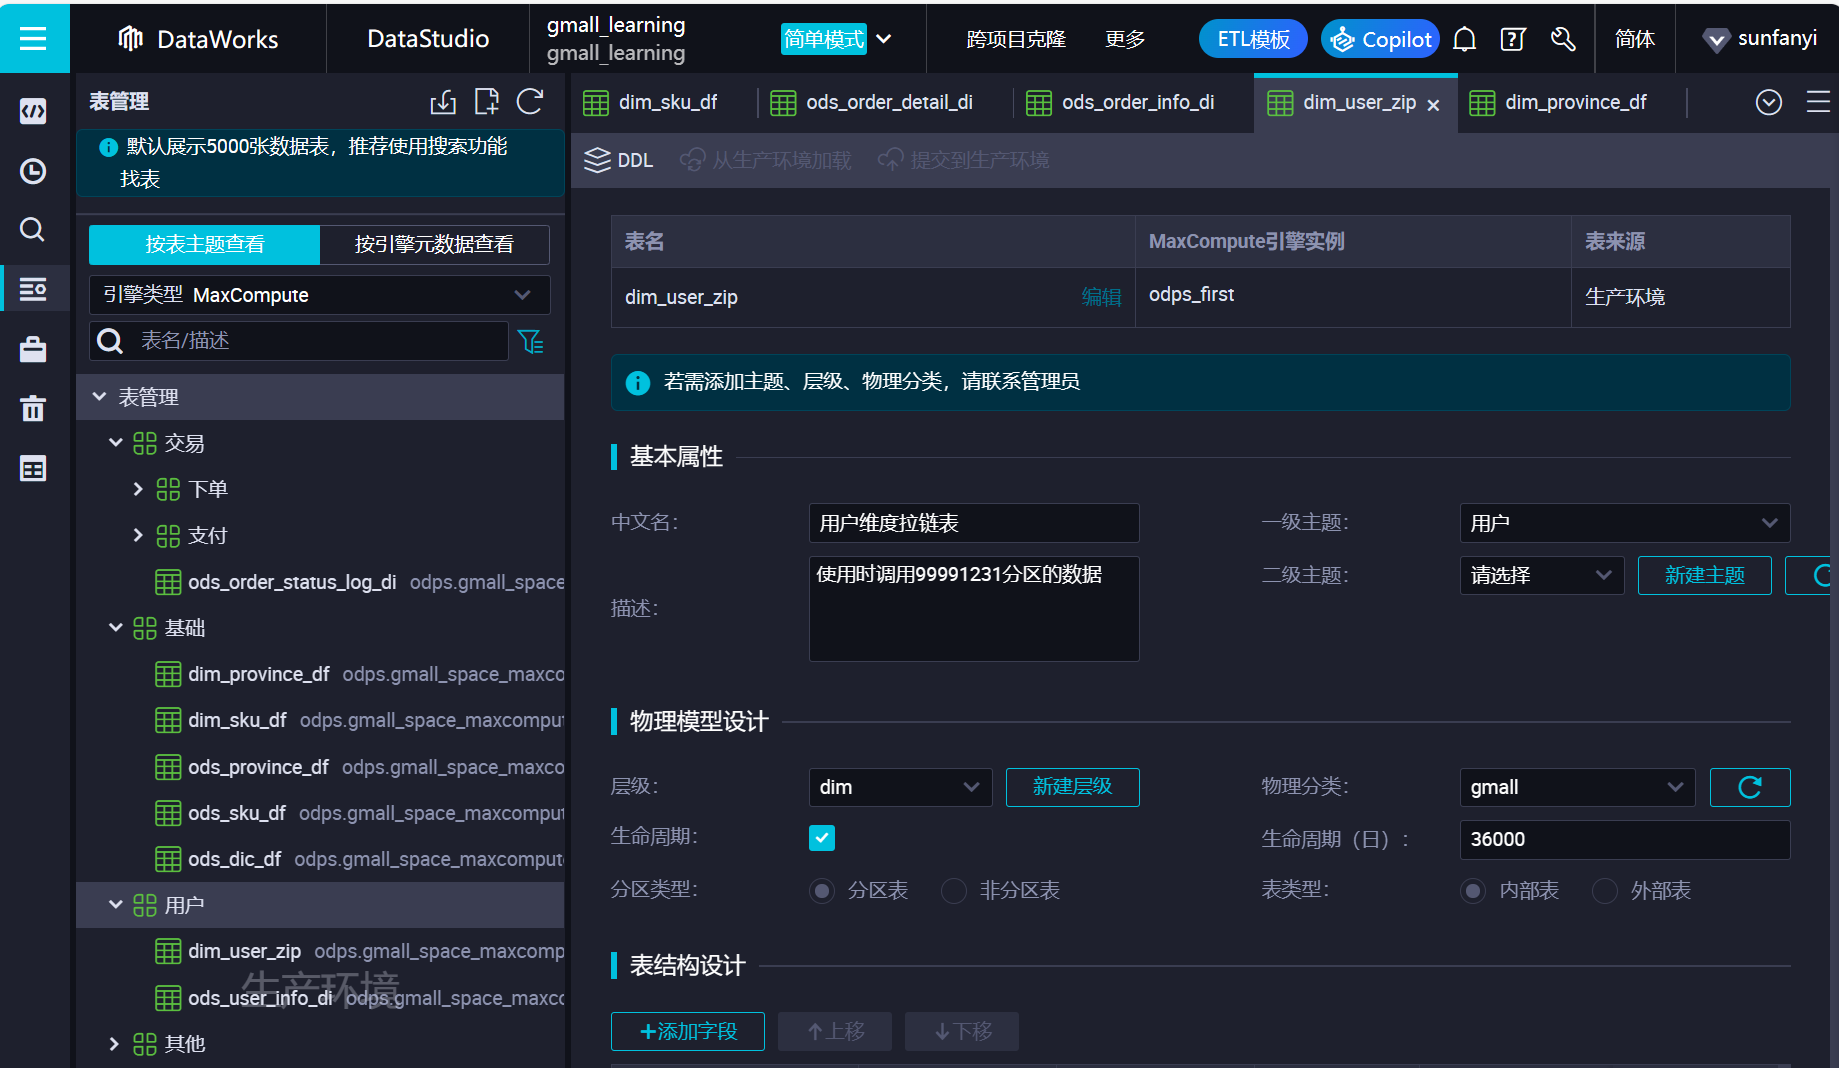 DataWorks
DataStudio
gmall_learning
gmall_learning
简单模式
跨项目克隆
更多
ETL模板
Copilot
简体
sunfanyi
表管理
默认展示5000张数据表，推荐使用搜索功能
找表
按表主题查看
按引擎元数据查看
引擎类型 MaxCompute
表名/描述
表管理
交易
下单
支付
ods_order_status_log_di odps.gmall_space
基础
dim_province_df odps.gmall_space_maxco
dim_sku_df odps.gmall_space_maxcompu
ods_province_df odps.gmall_space_maxco
ods_sku_df odps.gmall_space_maxcompu
ods_dic_df odps.gmall_space_maxcompute
用户
dim_user_zip odps.gmall_space_maxcomp
生产环境
ods_user_info_di odps.gmall_space_maxc
其他
dim_sku_df
ods_order_detail_di
ods_order_info_di
dim_user_zip
dim_province_df
DDL
从生产环境加载
提交到生产环境
表名
MaxCompute引擎实例
表来源
dim_user_zip
编辑
odps_first
生产环境
若需添加主题、层级、物理分类，请联系管理员
基本属性
中文名：
用户维度拉链表
一级主题：
用户
描述：
使用时调用99991231分区的数据
二级主题：
请选择
新建主题
物理模型设计
层级：
dim
新建层级
物理分类：
gmall
生命周期：
生命周期（日）：
36000
分区类型：
分区表
非分区表
表类型：
内部表
外部表
表结构设计
+添加字段
上移
下移